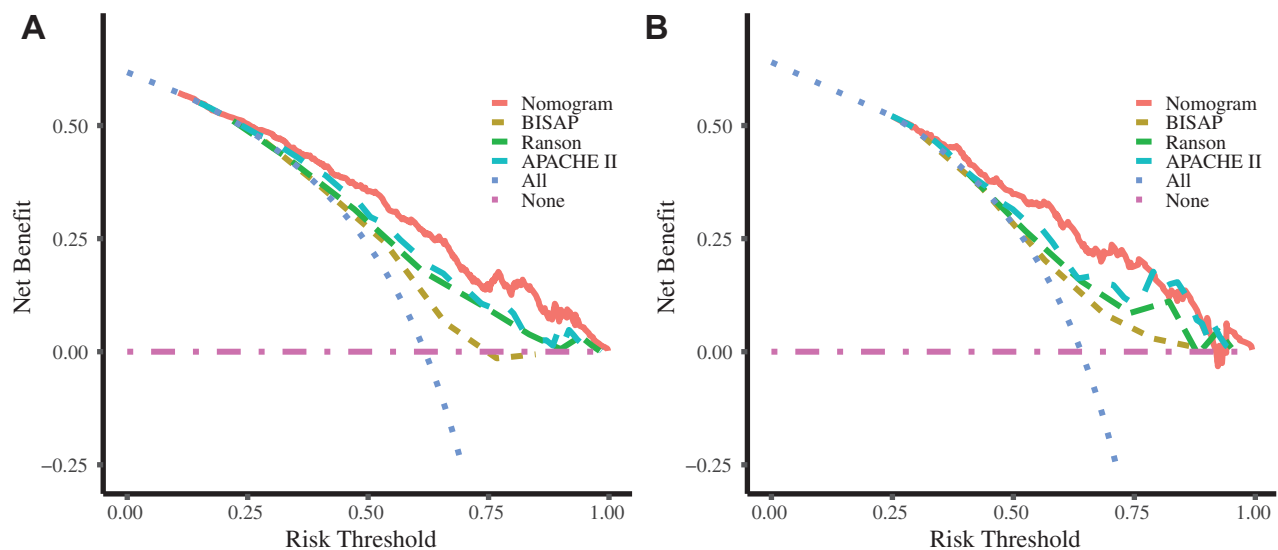 A
Net Benefit
0.50
0.25
0.00
−0.25
0.00
0.25
0.50
0.75
1.00
Risk Threshold
Nomogram
BISAP
Ranson
APACHE II
All
None
B
Net Benefit
0.50
0.25
0.00
−0.25
0.00
0.25
0.50
0.75
1.00
Risk Threshold
Nomogram
BISAP
Ranson
APACHE II
All
None